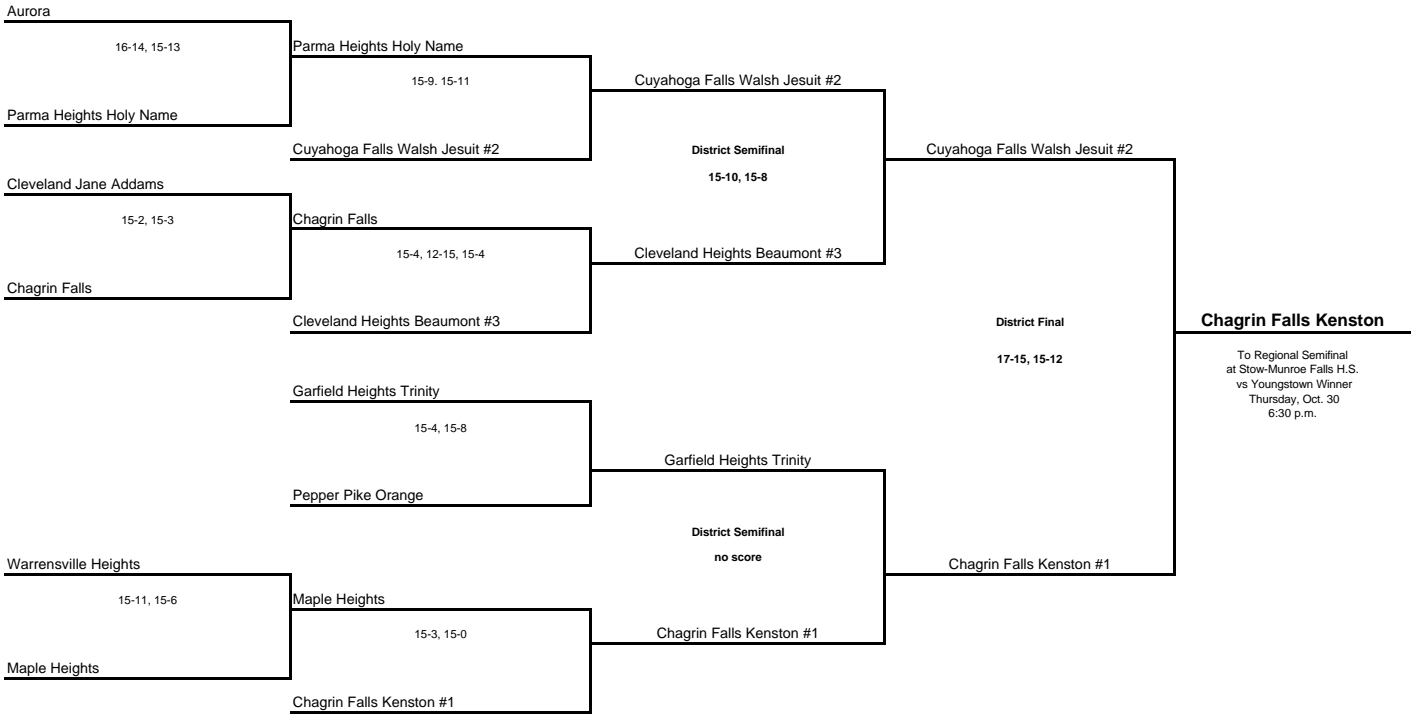 Aurora
16-14, 15-13
Parma Heights Holy Name
15-9. 15-11
Cuyahoga Falls Walsh Jesuit #2
Parma Heights Holy Name
Cuyahoga Falls Walsh Jesuit #2
District Semifinal
Cuyahoga Falls Walsh Jesuit #2
15-10, 15-8
Cleveland Jane Addams
15-2, 15-3
Chagrin Falls
15-4, 12-15, 15-4
Cleveland Heights Beaumont #3
Chagrin Falls
Cleveland Heights Beaumont #3
District Final
17-15, 15-12
Chagrin Falls Kenston
To Regional Semifinal
at Stow-Munroe Falls H.S.
vs Youngstown Winner
Thursday, Oct. 30
6:30 p.m.
Garfield Heights Trinity
15-4, 15-8
Garfield Heights Trinity
Pepper Pike Orange
District Semifinal
no score
Chagrin Falls Kenston #1
Warrensville Heights
15-11, 15-6
Maple Heights
15-3, 15-0
Chagrin Falls Kenston #1
Maple Heights
Chagrin Falls Kenston #1